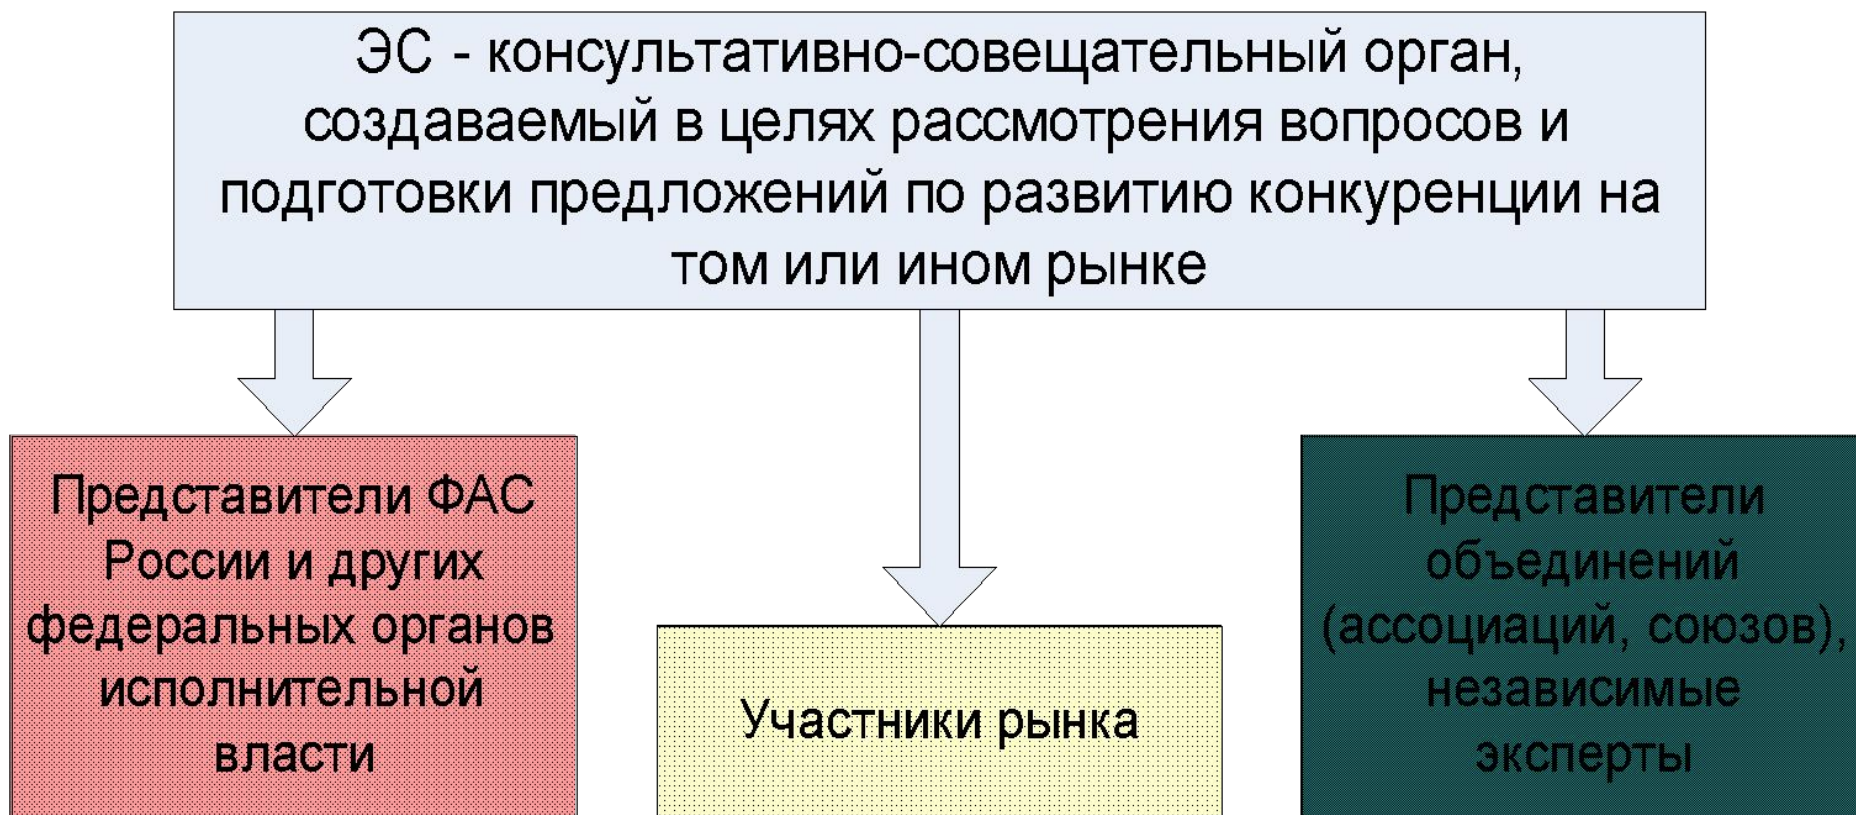 ЭС - консультативно-совещательный орган,
создаваемый в целях рассмотрения вопросов и
подготовки предложений по развитию конкуренции на
том или ином рынке
Представители ФАС
России и других
федеральных органов
исполнительной
власти
Участники рынка
Представители
объединений
(ассоциаций, союзов),
независимые
эксперты